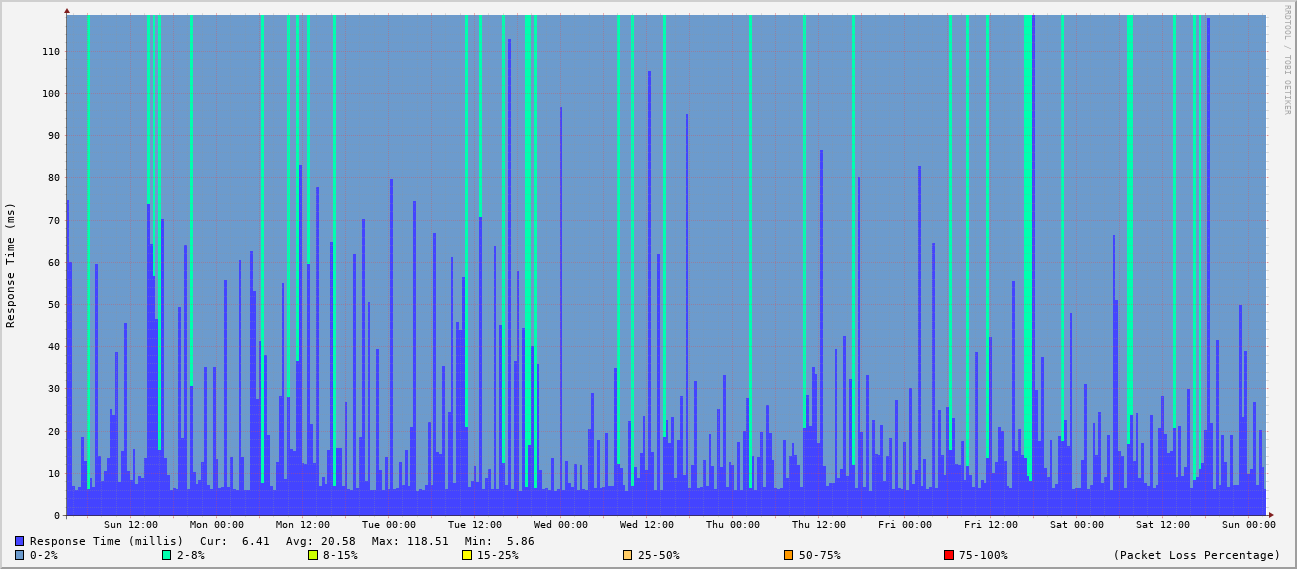 RRDTOOL / TOBI OETIKER
Response Time (ms)
110
100
90
80
70
60
50
40
30
20
10
0
Sun 12:00 Mon 00:00 Mon 12:00 Tue 00:00 Tue 12:00 Wed 00:00 Wed 12:00 Thu 00:00 Thu 12:00 Fri 00:00 Fri 12:00 Sat 00:00 Sat 12:00 Sun 00:00
Response Time (millis) Cur: 6.41 Avg: 20.58 Max: 118.51 Min: 5.86
0-2% 2-8% 8-15% 15-25% 25-50% 50-75% 75-100% (Packet Loss Percentage)